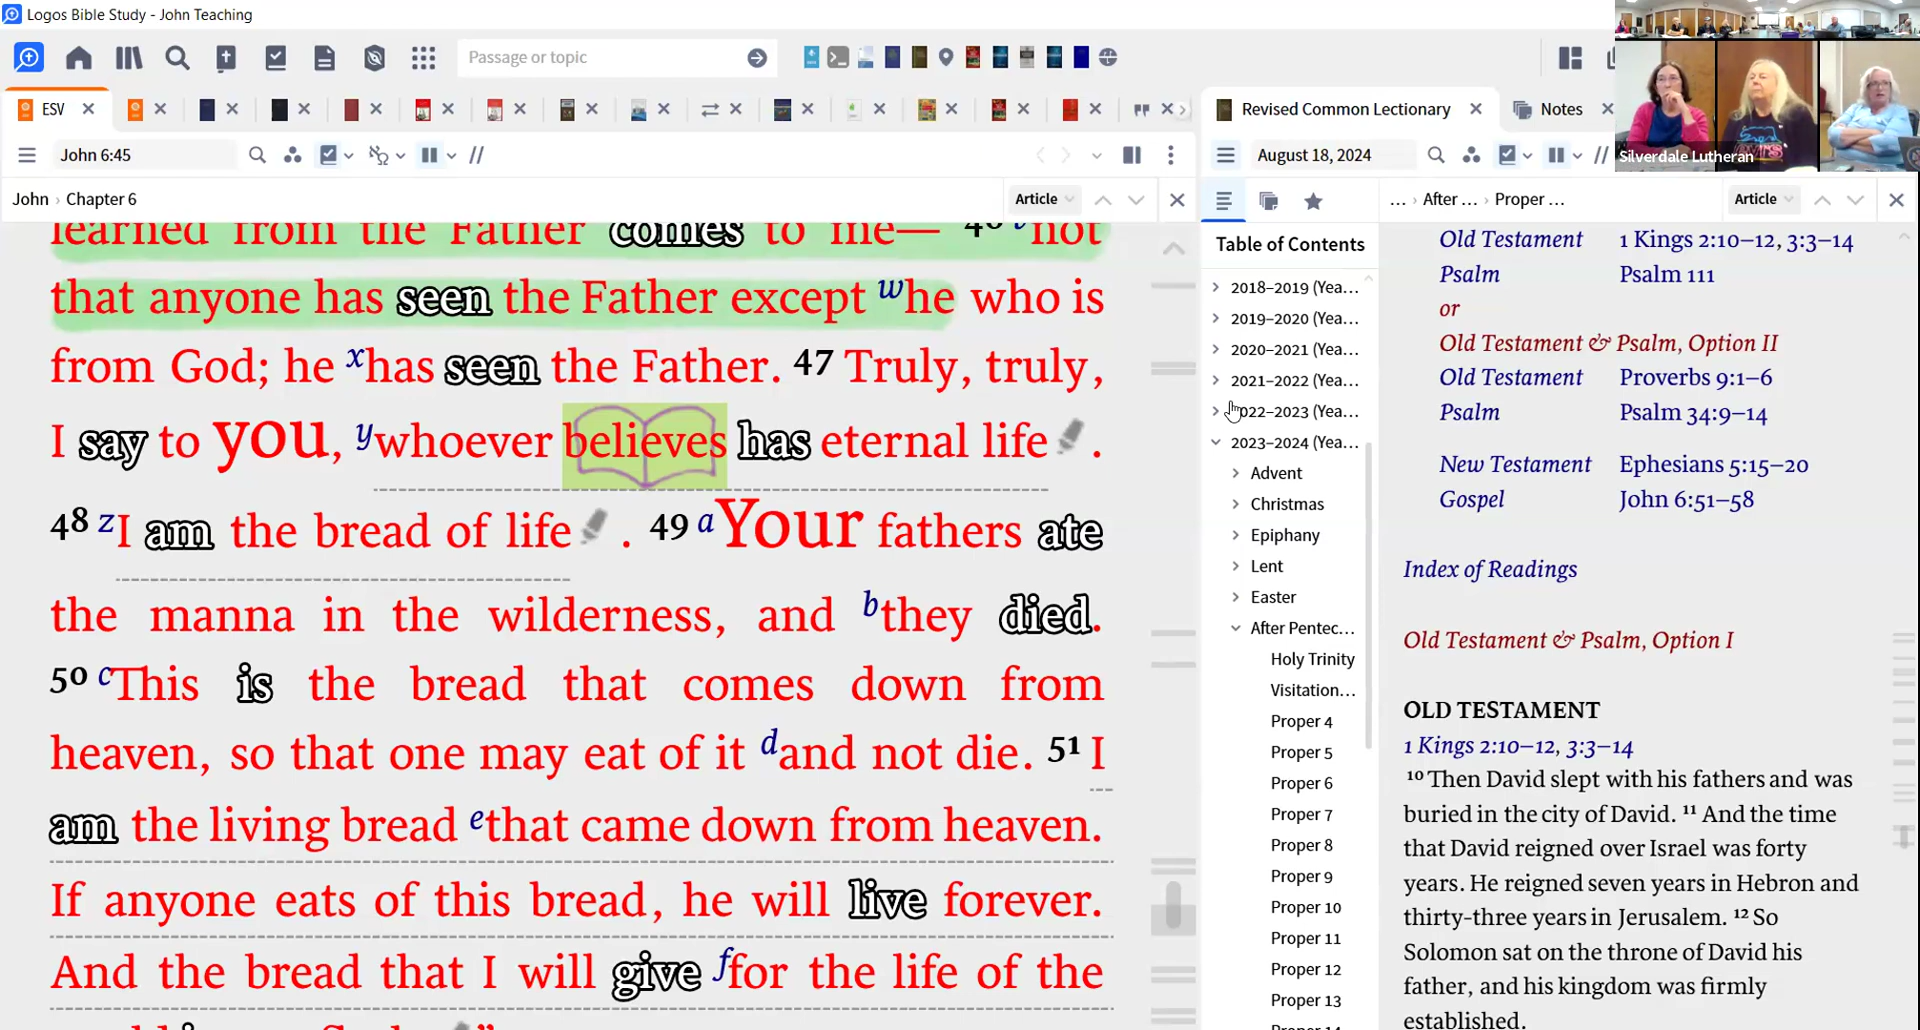 Logos Bible Study - John Teaching
Passage or topic
ESV
John 6:45
John › Chapter 6
Article
learned from the Father comes to me— 46 not
that anyone has seen the Father except w he who is
from God; he x has seen the Father. 47 Truly, truly,
I say to you, y whoever believes has eternal life .
48 z I am the bread of life . 49 a Your fathers ate
the manna in the wilderness, and b they died.
50 c This is the bread that comes down from
heaven, so that one may eat of it d and not die. 51 I
am the living bread e that came down from heaven.
If anyone eats of this bread, he will live forever.
And the bread that I will give f for the life of the
Revised Common Lectionary
Notes
August 18, 2024
Silverdale Lutheran
... › After ... › Proper ...
Article
Table of Contents
2018–2019 (Yea...
2019–2020 (Yea...
2020–2021 (Yea...
2021–2022 (Yea...
2022–2023 (Yea...
2023–2024 (Yea...
Advent
Christmas
Epiphany
Lent
Easter
After Pentec...
Holy Trinity
Visitation...
Proper 4
Proper 5
Proper 6
Proper 7
Proper 8
Proper 9
Proper 10
Proper 11
Proper 12
Proper 13
Proper 14
Old Testament 1 Kings 2:10–12, 3:3–14
Psalm Psalm 111
or
Old Testament & Psalm, Option II
Old Testament Proverbs 9:1–6
Psalm Psalm 34:9–14
New Testament Ephesians 5:15–20
Gospel John 6:51–58
Index of Readings
Old Testament & Psalm, Option I
OLD TESTAMENT
1 Kings 2:10–12, 3:3–14
10 Then David slept with his fathers and was
buried in the city of David. 11 And the time
that David reigned over Israel was forty
years. He reigned seven years in Hebron and
thirty-three years in Jerusalem. 12 So
Solomon sat on the throne of David his
father, and his kingdom was firmly
established.